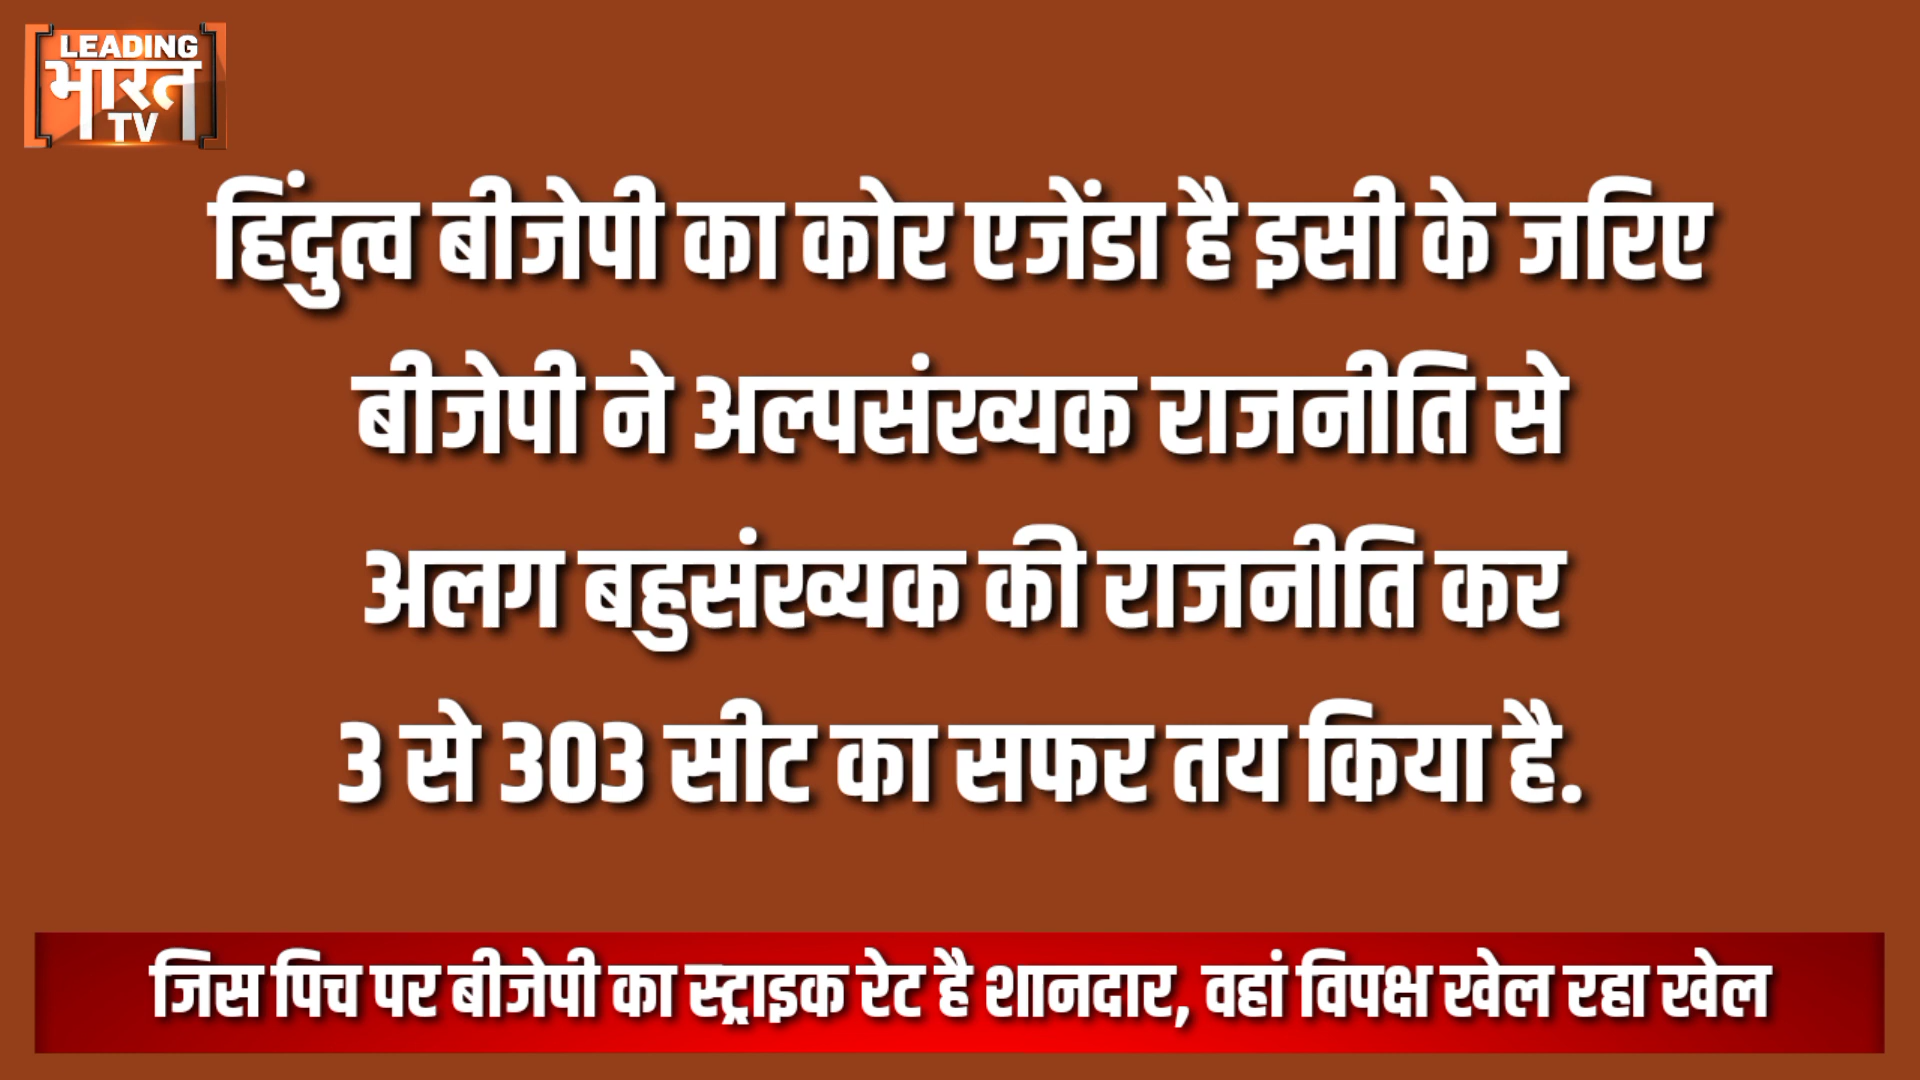 LEADING
भारत
TV
हिंदुत्व बीजेपी का कोर एजेंडा है इसी के जरिए
बीजेपी ने अल्पसंख्यक राजनीति से
अलग बहुसंख्यक की राजनीति कर
3 से 303 सीट का सफर तय किया है.
जिस पिच पर बीजेपी का स्ट्राइक रेट है शानदार, वहां विपक्ष खेल रहा खेल